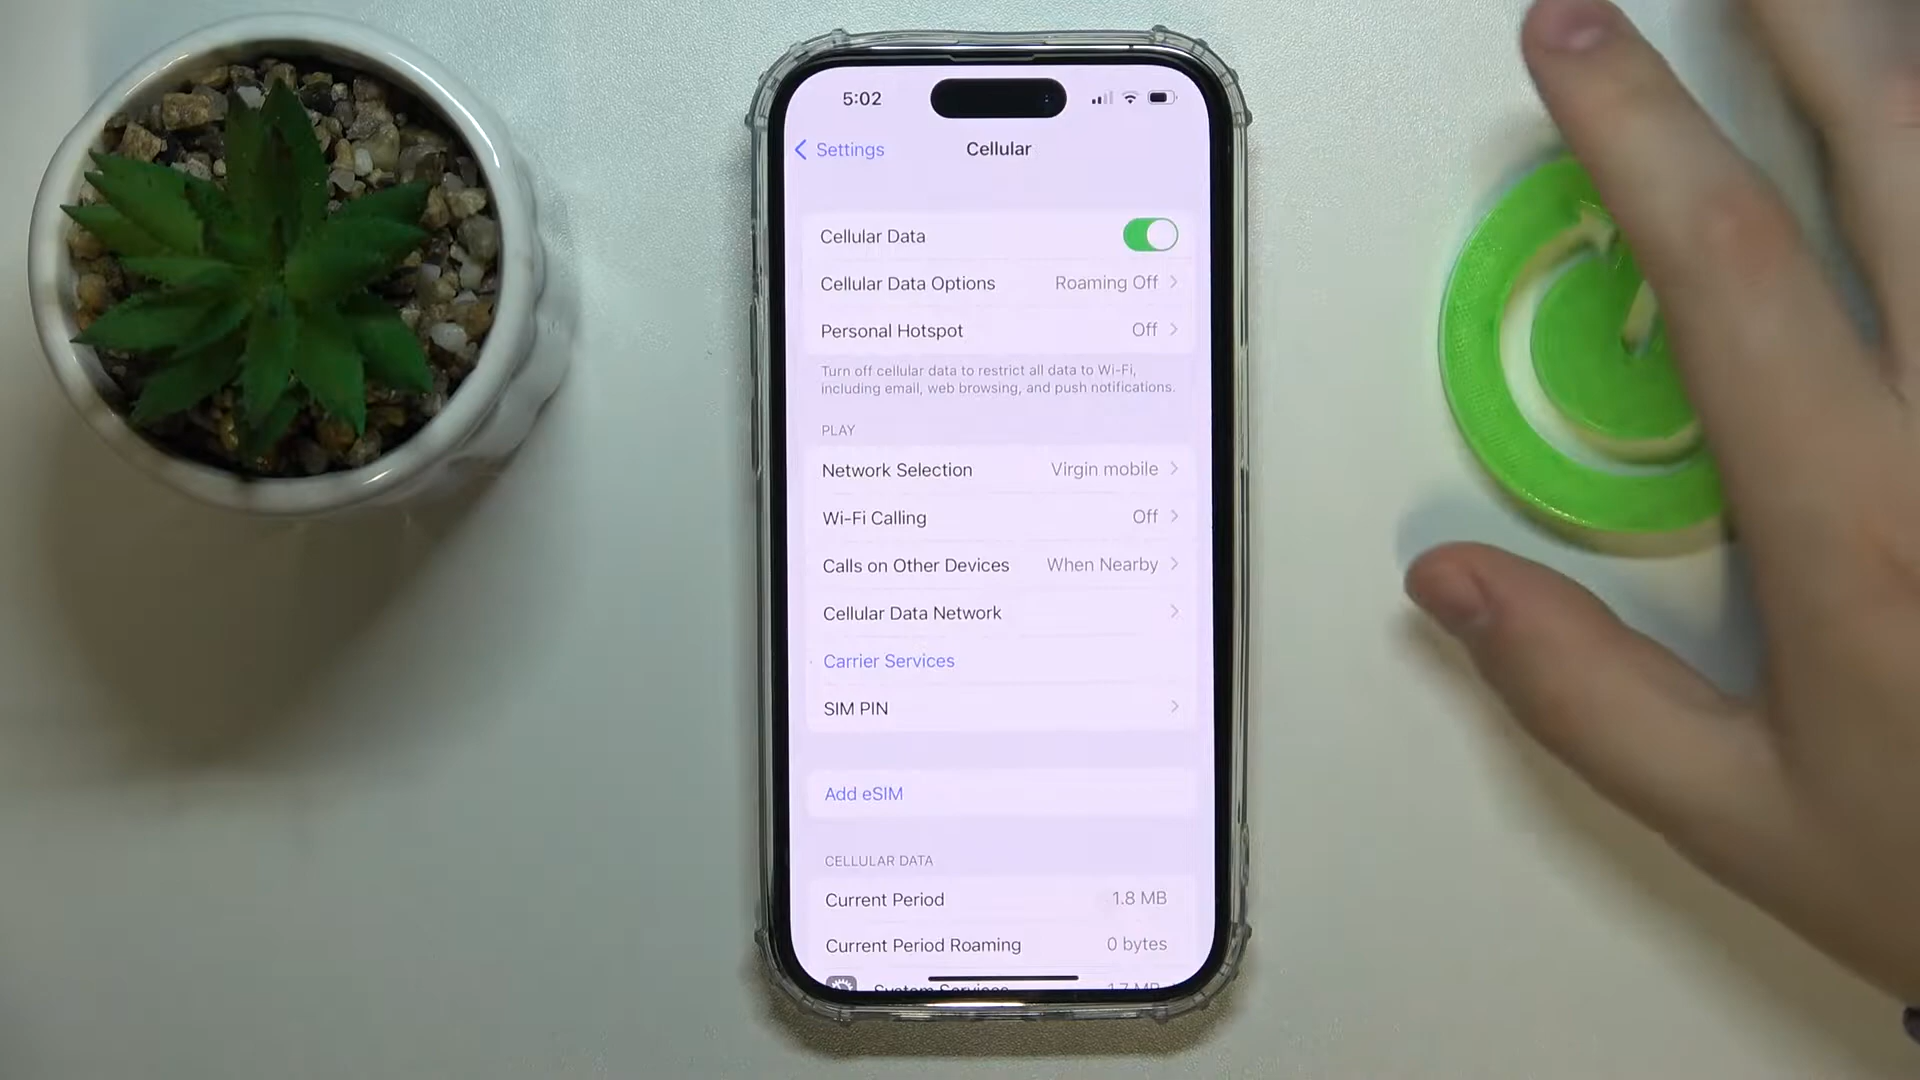 5:02
Settings
Cellular
Cellular Data
Cellular Data Options Roaming Off
Personal Hotspot Off
Turn off cellular data to restrict all data to Wi-Fi,
including email, web browsing, and push notifications.
PLAY
Network Selection Virgin mobile
Wi-Fi Calling Off
Calls on Other Devices When Nearby
Cellular Data Network
Carrier Services
SIM PIN
Add eSIM
CELLULAR DATA
Current Period 1.8 MB
Current Period Roaming 0 bytes
System Services 1.7 MB